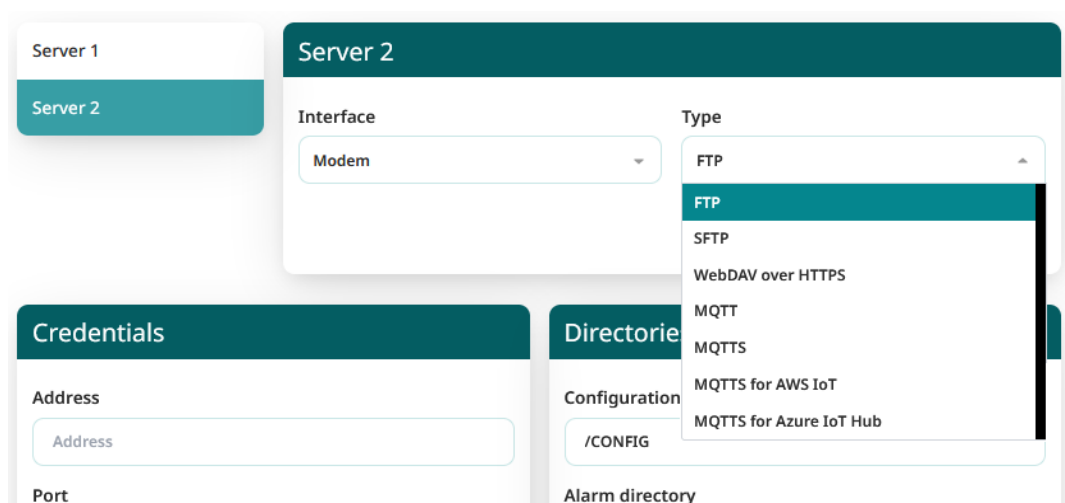 Server 1
Server 2
Server 2
Interface
Type
Modem
FTP
FTP
SFTP
WebDAV over HTTPS
MQTT
MQTTS
MQTTS for AWS IoT
MQTTS for Azure IoT Hub
Credentials
Address
Address
Port
Directorie
Configuration
/CONFIG
Alarm directory